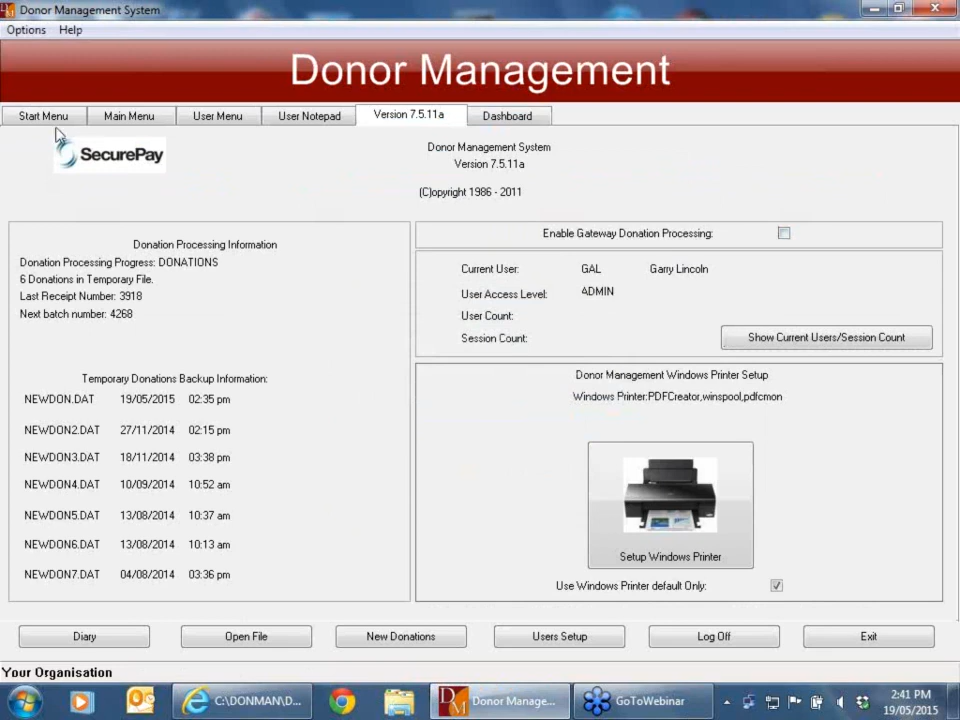 Donor Management System
Options Help
Donor Management
Start Menu Main Menu User Menu User Notepad Version 7.5.11a Dashboard
SecurePay
Donor Management System
Version 7.5.11a
(C)opyright 1986 - 2011
Donation Processing Information
Donation Processing Progress: DONATIONS
6 Donations in Temporary File.
Last Receipt Number: 3918
Next batch number: 4268
Temporary Donations Backup Information:
NEWDON.DAT 19/05/2015 02:35 pm
NEWDON2.DAT 27/11/2014 02:15 pm
NEWDON3.DAT 18/11/2014 03:38 pm
NEWDON4.DAT 10/09/2014 10:52 am
NEWDON5.DAT 13/08/2014 10:37 am
NEWDON6.DAT 13/08/2014 10:13 am
NEWDON7.DAT 04/08/2014 03:36 pm
Enable Gateway Donation Processing:
Current User: GAL Garry Lincoln
User Access Level: ADMIN
User Count:
Session Count: Show Current Users/Session Count
Donor Management Windows Printer Setup
Windows Printer:PDFCreator,winspool,pdfcmon
Setup Windows Printer
Use Windows Printer default Only:
Diary Open File New Donations Users Setup Log Off Exit
Your Organisation
C:\DONMAN\D... Donor Manage... GoToWebinar 2:41 PM
19/05/2015